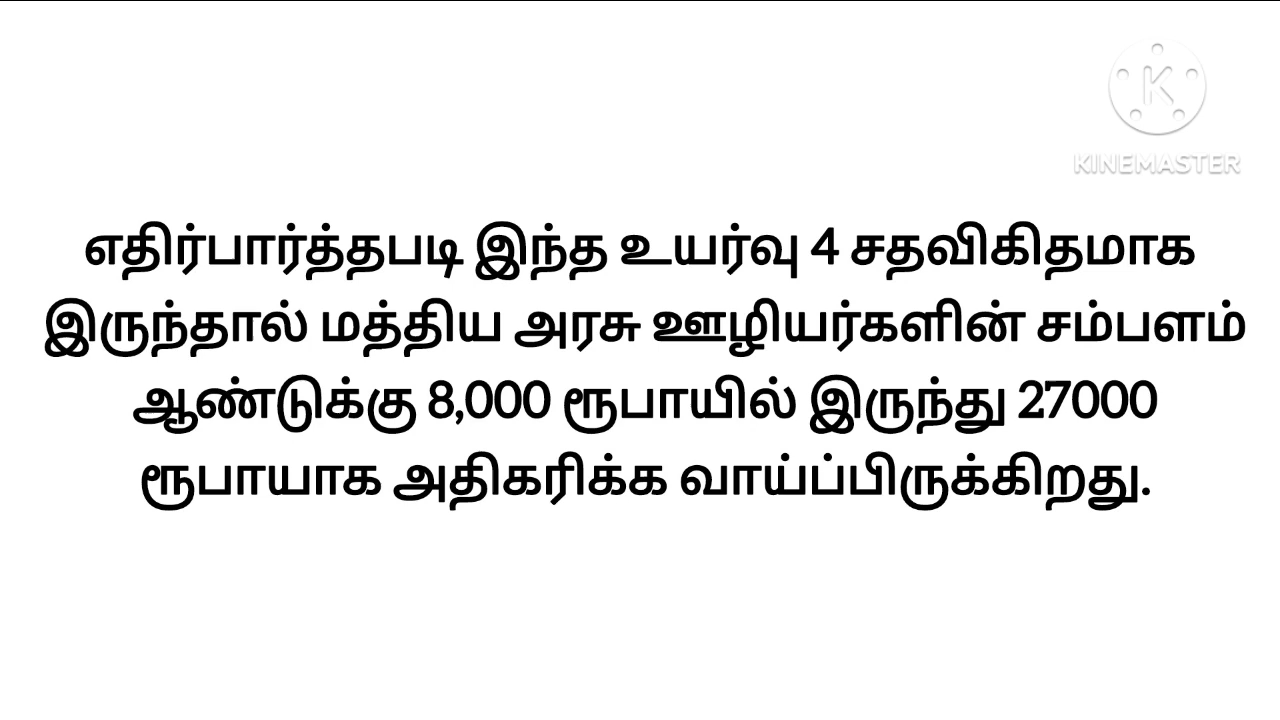 KINEMASTER
எதிர்பார்த்தபடி இந்த உயர்வு 4 சதவிகிதமாக
இருந்தால் மத்திய அரசு ஊழியர்களின் சம்பளம்
ஆண்டுக்கு 8,000 ரூபாயில் இருந்து 27000
ரூபாயாக அதிகரிக்க வாய்ப்பிருக்கிறது.